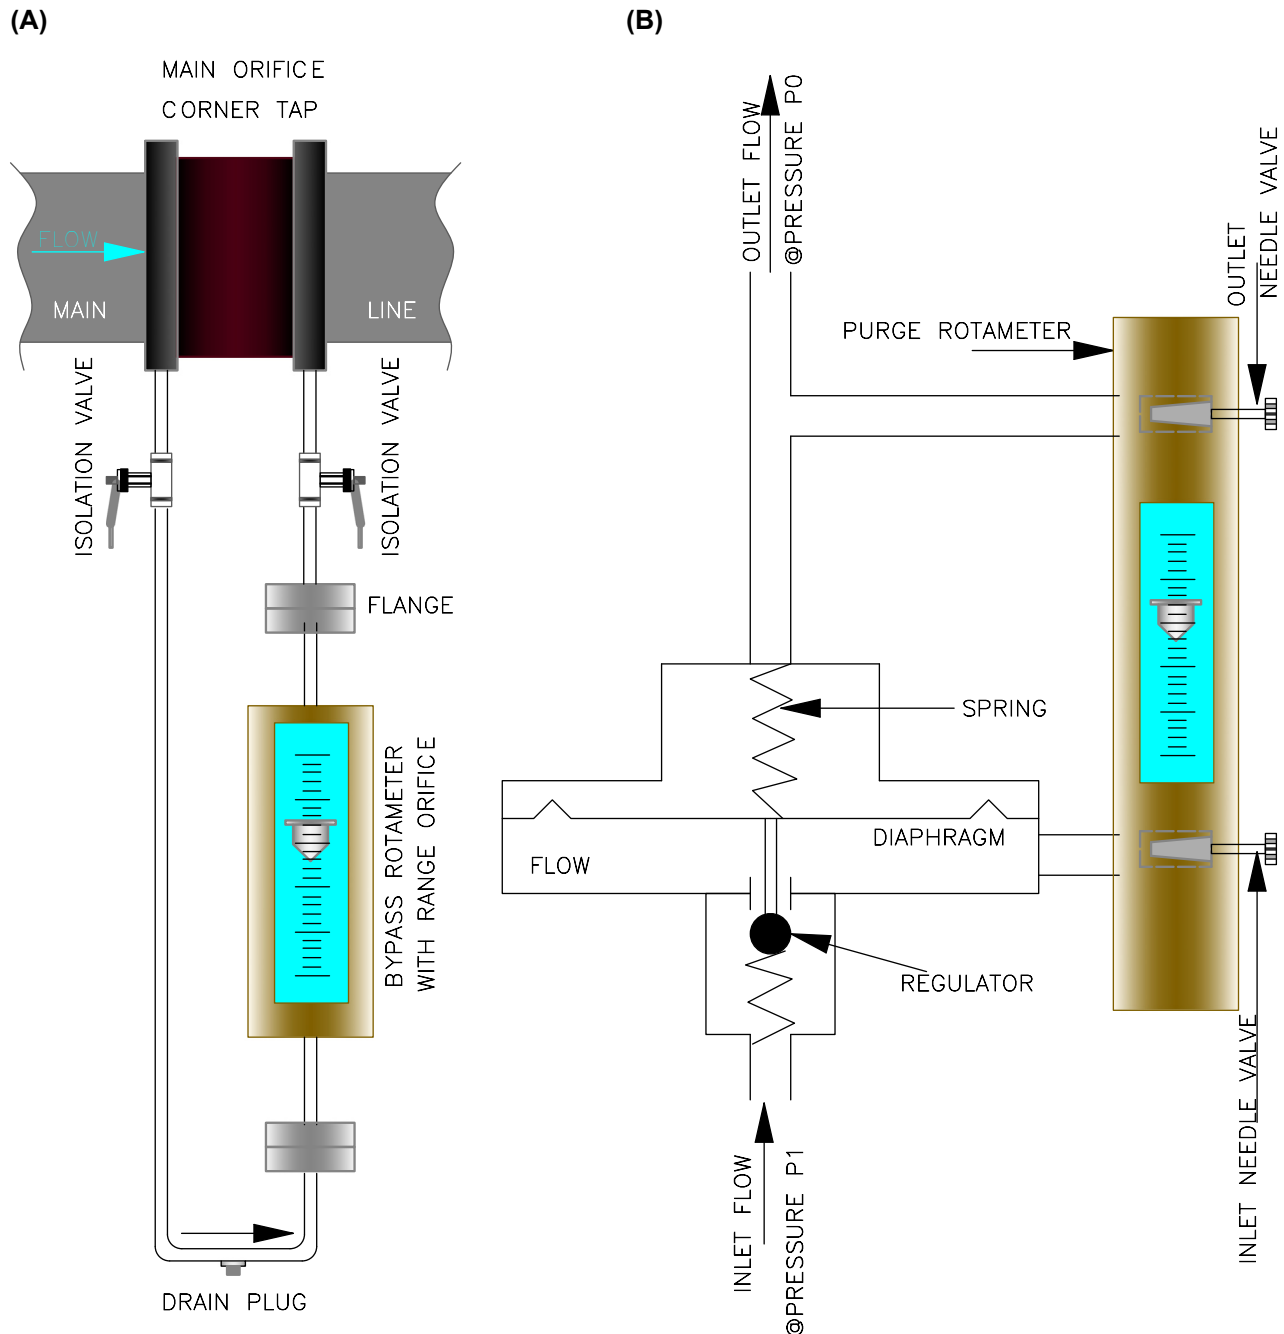 (A)
MAIN ORIFICE
CORNER TAP
FLOW
MAIN
LINE
ISOLATION VALVE
ISOLATION VALVE
FLANGE
BYPASS ROTAMETER
WITH RANGE ORIFICE
DRAIN PLUG
(B)
OUTLET FLOW
@PRESSURE P0
OUTLET
NEEDLE VALVE
PURGE ROTAMETER
SPRING
DIAPHRAGM
FLOW
REGULATOR
INLET FLOW
@PRESSURE P1
INLET NEEDLE VALVE